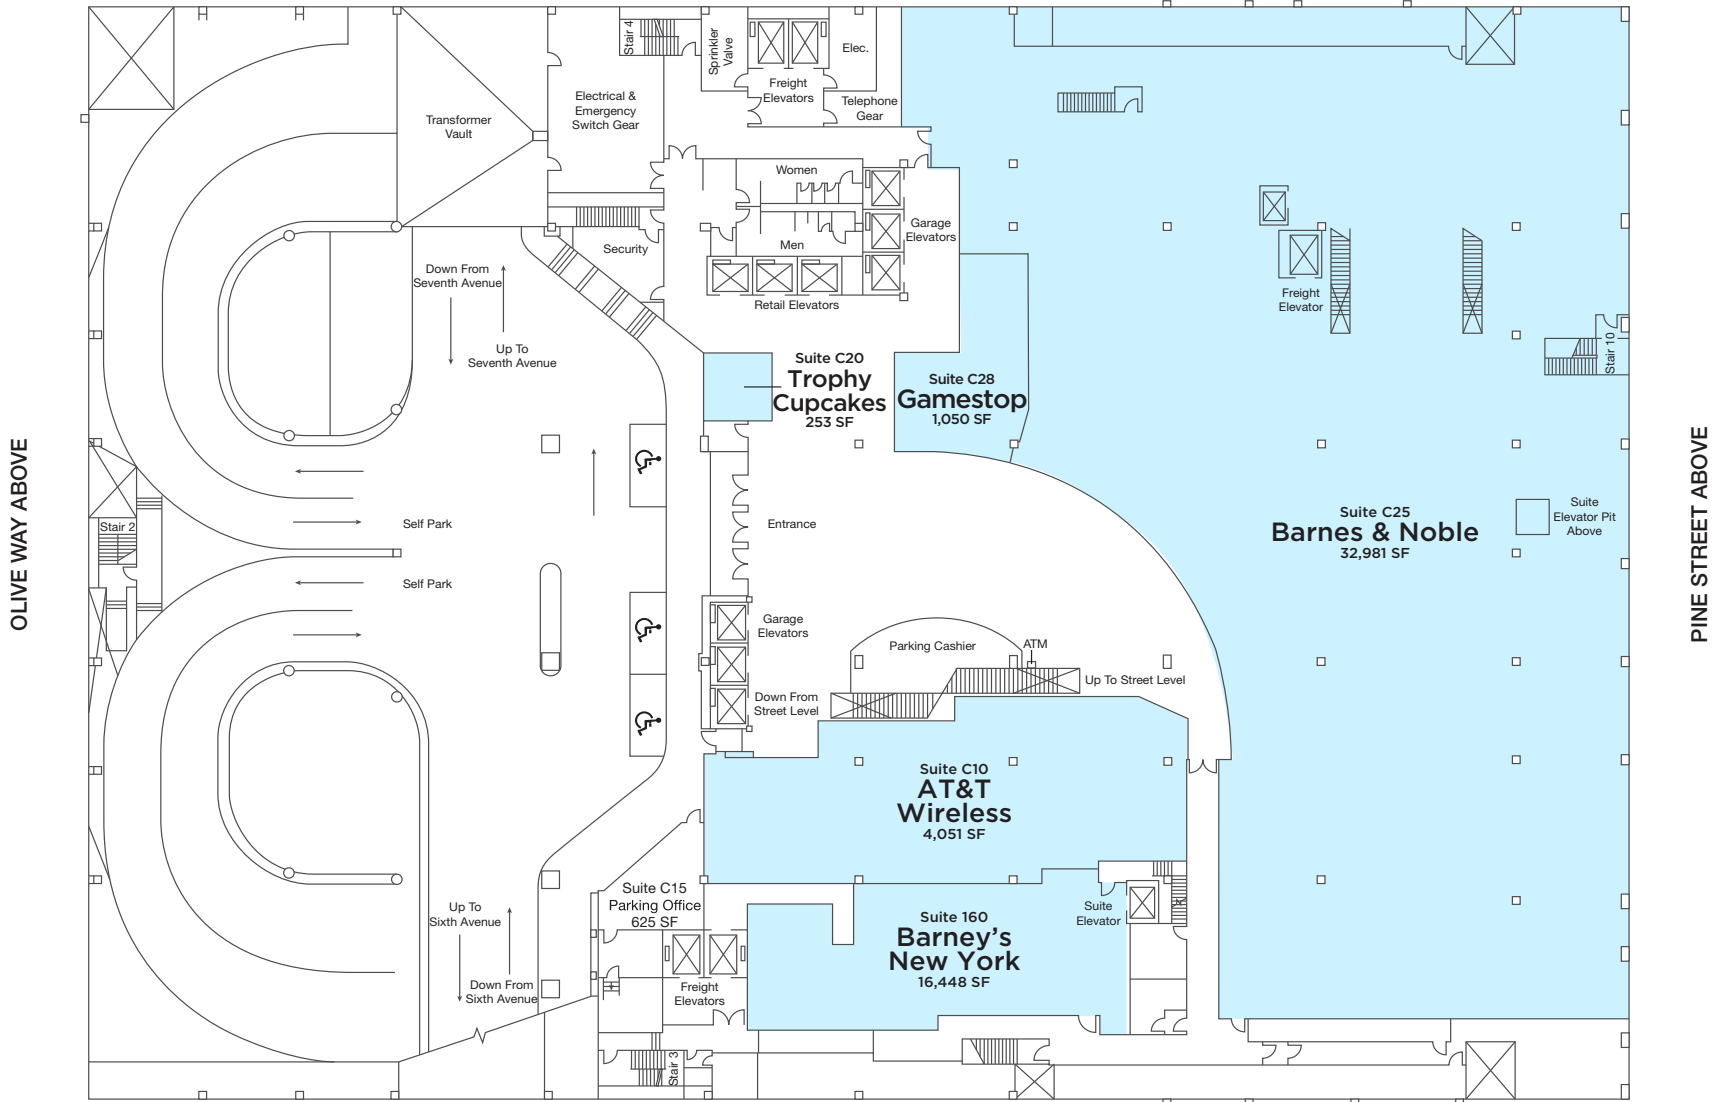 Stair 4
Sprinkler
Valve
Elec.
Freight
Elevators
Telephone
Gear
Electrical &
Emergency
Switch Gear
Transformer
Vault
Women
Men
Garage
Elevators
Security
Retail Elevators
Down From
Seventh Avenue
Up To
Seventh Avenue
Freight
Elevator
Stair 10
Suite C20
Trophy
Cupcakes
253 SF
Suite C28
Gamestop
1,050 SF
OLIVE WAY ABOVE
PINE STREET ABOVE
Stair 2
Self Park
Self Park
Entrance
Suite C25
Barnes & Noble
32,981 SF
Suite
Elevator Pit
Above
Garage
Elevators
Parking Cashier
ATM
Up To Street Level
Down From
Street Level
Suite C10
AT&T
Wireless
4,051 SF
Suite C15
Parking Office
625 SF
Up To
Sixth Avenue
Down From
Sixth Avenue
Freight
Elevators
Suite 160
Barney’s
New York
16,448 SF
Suite
Elevator
Stair 3